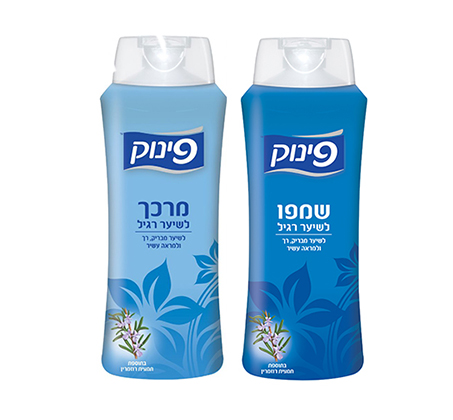 פינוק
מרכך
לשיער רגיל
לשיער מבריק, רך
ולמראה עשיר
בתוספת
תמצית רוזמרין
פינוק
שמפו
לשיער רגיל
לשיער מבריק, רך
ולמראה עשיר
בתוספת
תמצית רוזמרין